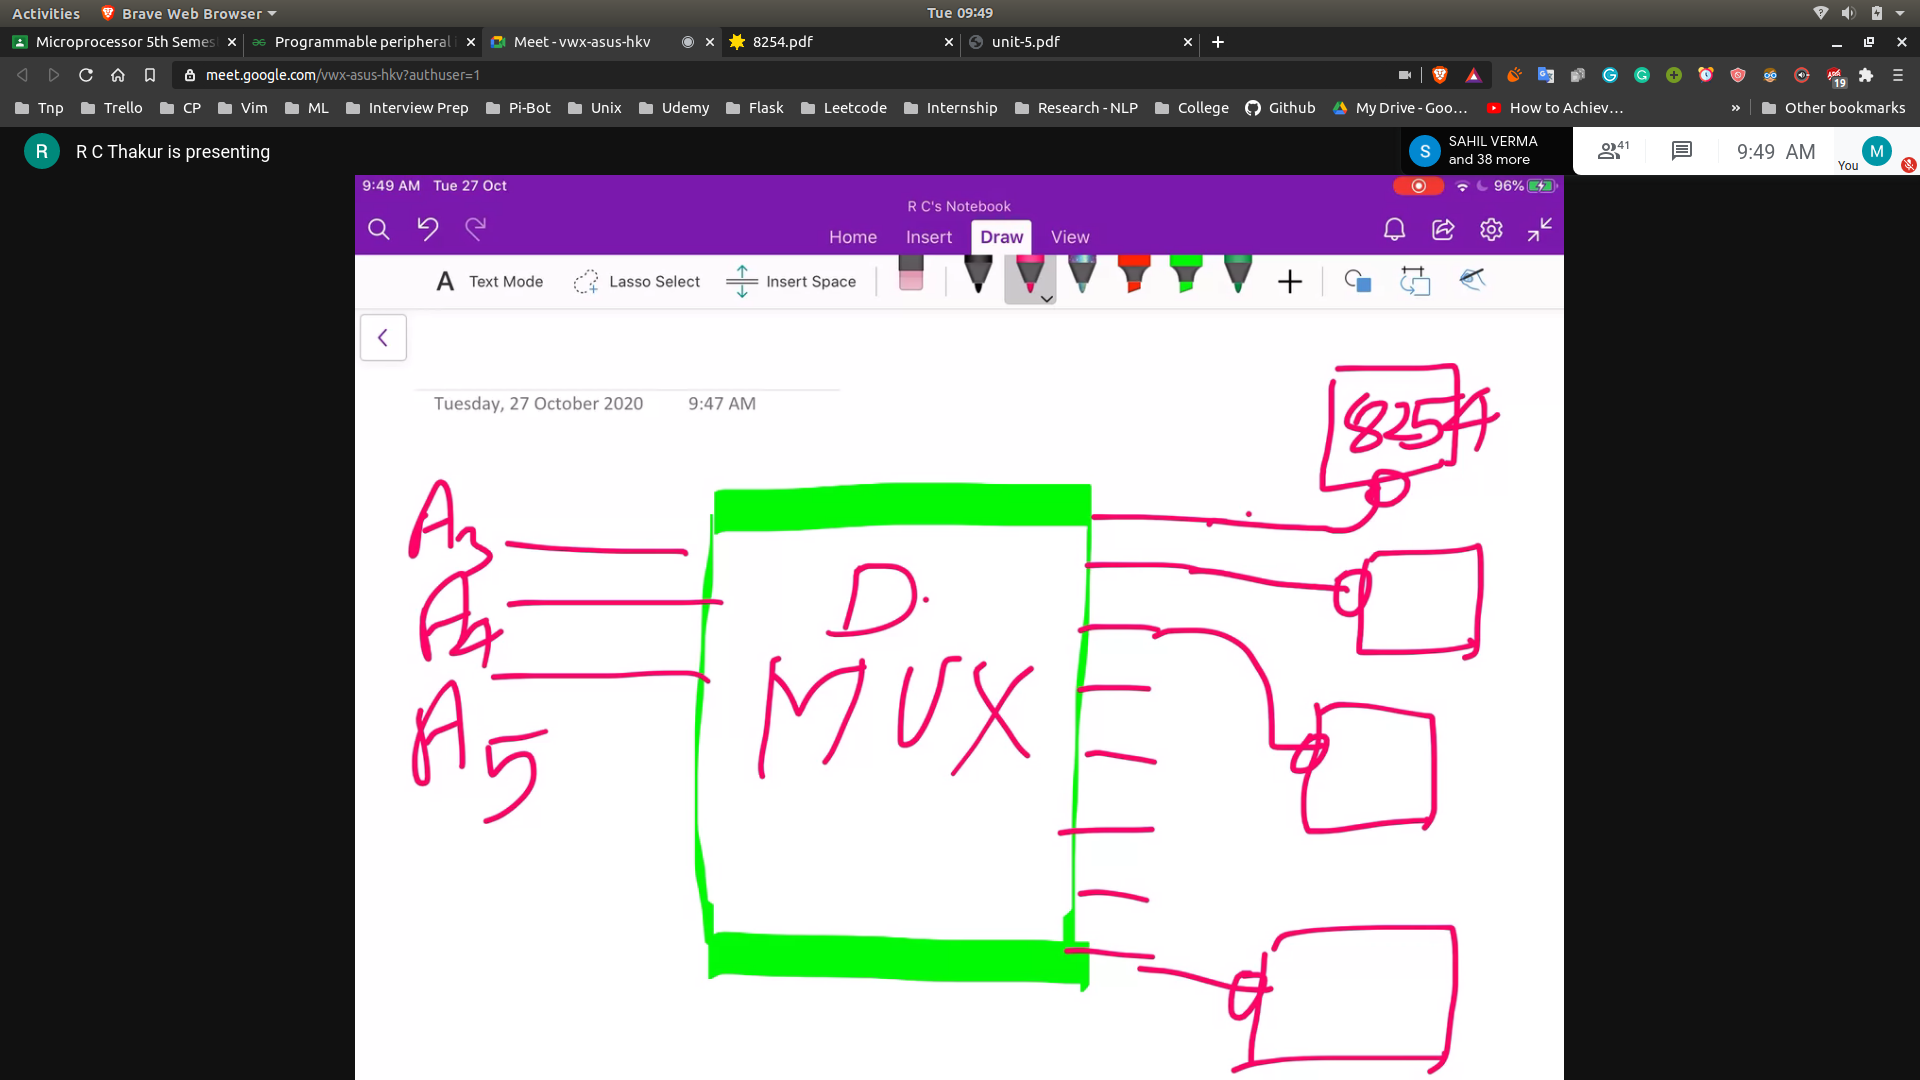 Activities Brave Web Browser Tue 09:49
Microprocessor 5th Semes Programmable peripheral i Meet - vwx-asus-hkv 8254.pdf unit-5.pdf
meet.google.com/vwx-asus-hkv?authuser=1 19
Tnp Trello CP Vim ML Interview Prep Pi-Bot Unix Udemy Flask Leetcode Internship Research - NLP College Github My Drive - Goo... How to Achiev... » Other bookmarks
R R C Thakur is presenting S SAHIL VERMA and 38 more 41 9:49 AM You M
9:49 AM Tue 27 Oct 96%
R C's Notebook
Home Insert Draw View
A Text Mode Lasso Select Insert Space
Tuesday, 27 October 2020 9:47 AM
8254
A3
A4
A5
D.
MUX